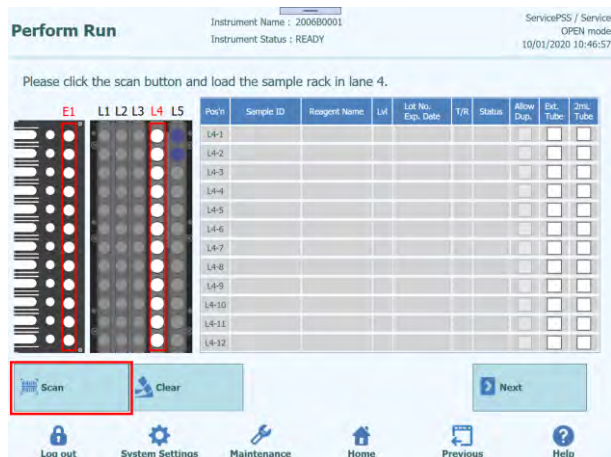 Perform Run
Instrument Name : 2006B0001
Instrument Status : READY
ServicePSS / Service
OPEN mode
10/01/2020 10:46:57
Please click the scan button and load the sample rack in lane 4.
E1 L1 L2 L3 L4 L5
Pos'n Sample ID Reagent Name Lvl Lot No. Exp. Date T/R Status Allow Dup. Ext. Tube 2mL Tube
L4-1
L4-2
L4-3
L4-4
L4-5
L4-6
L4-7
L4-8
L4-9
L4-10
L4-11
L4-12
Scan Clear Next
Log out System Settings Maintenance Home Previous Help